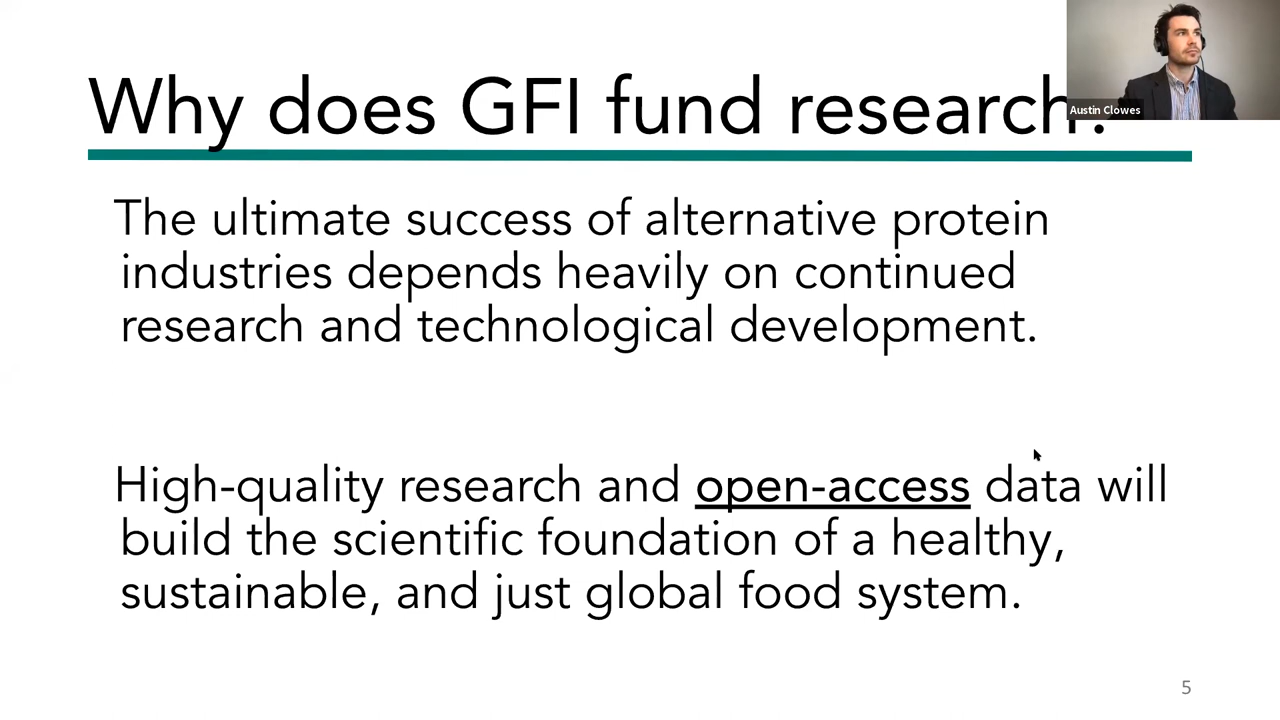 Why does GFI fund research?
Austin Clowes
The ultimate success of alternative protein
industries depends heavily on continued
research and technological development.
High-quality research and open-access data will
build the scientific foundation of a healthy,
sustainable, and just global food system.
5